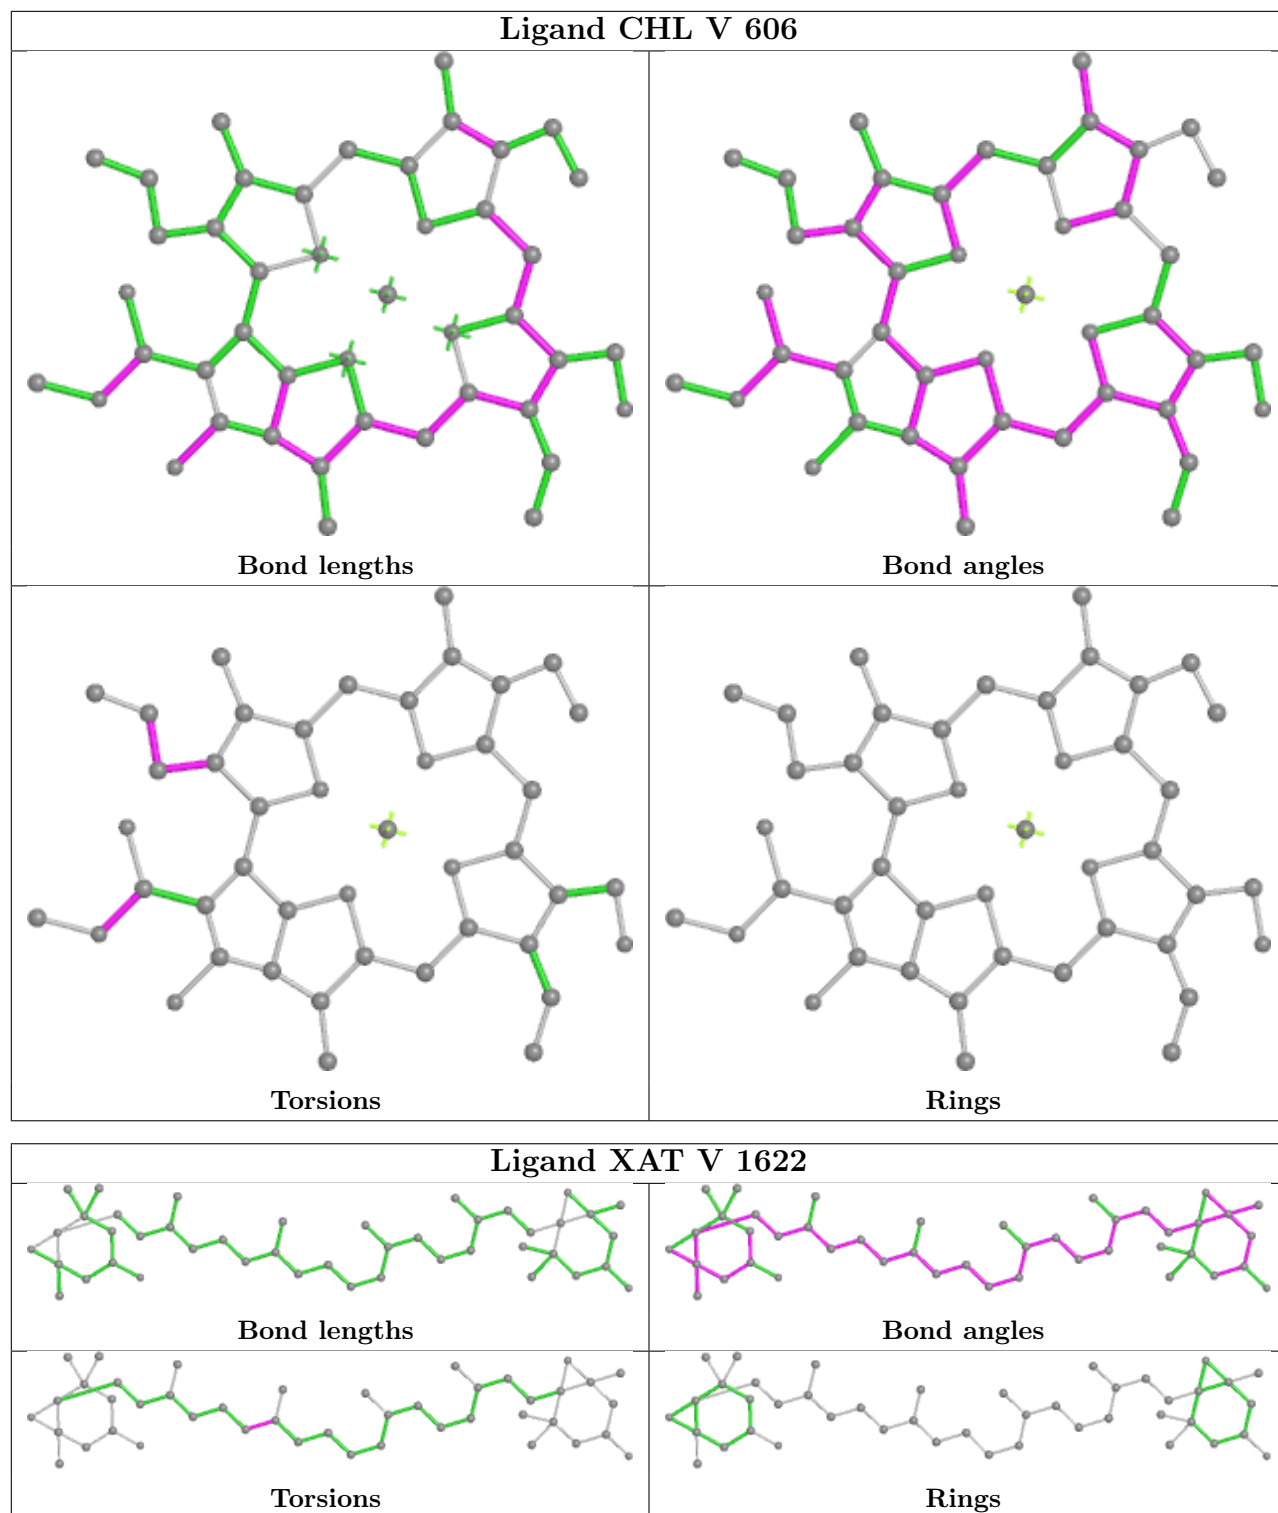 Ligand CHL V 606
Bond lengths
Bond angles
Torsions
Rings
Ligand XAT V 1622
Bond lengths
Bond angles
Torsions
Rings